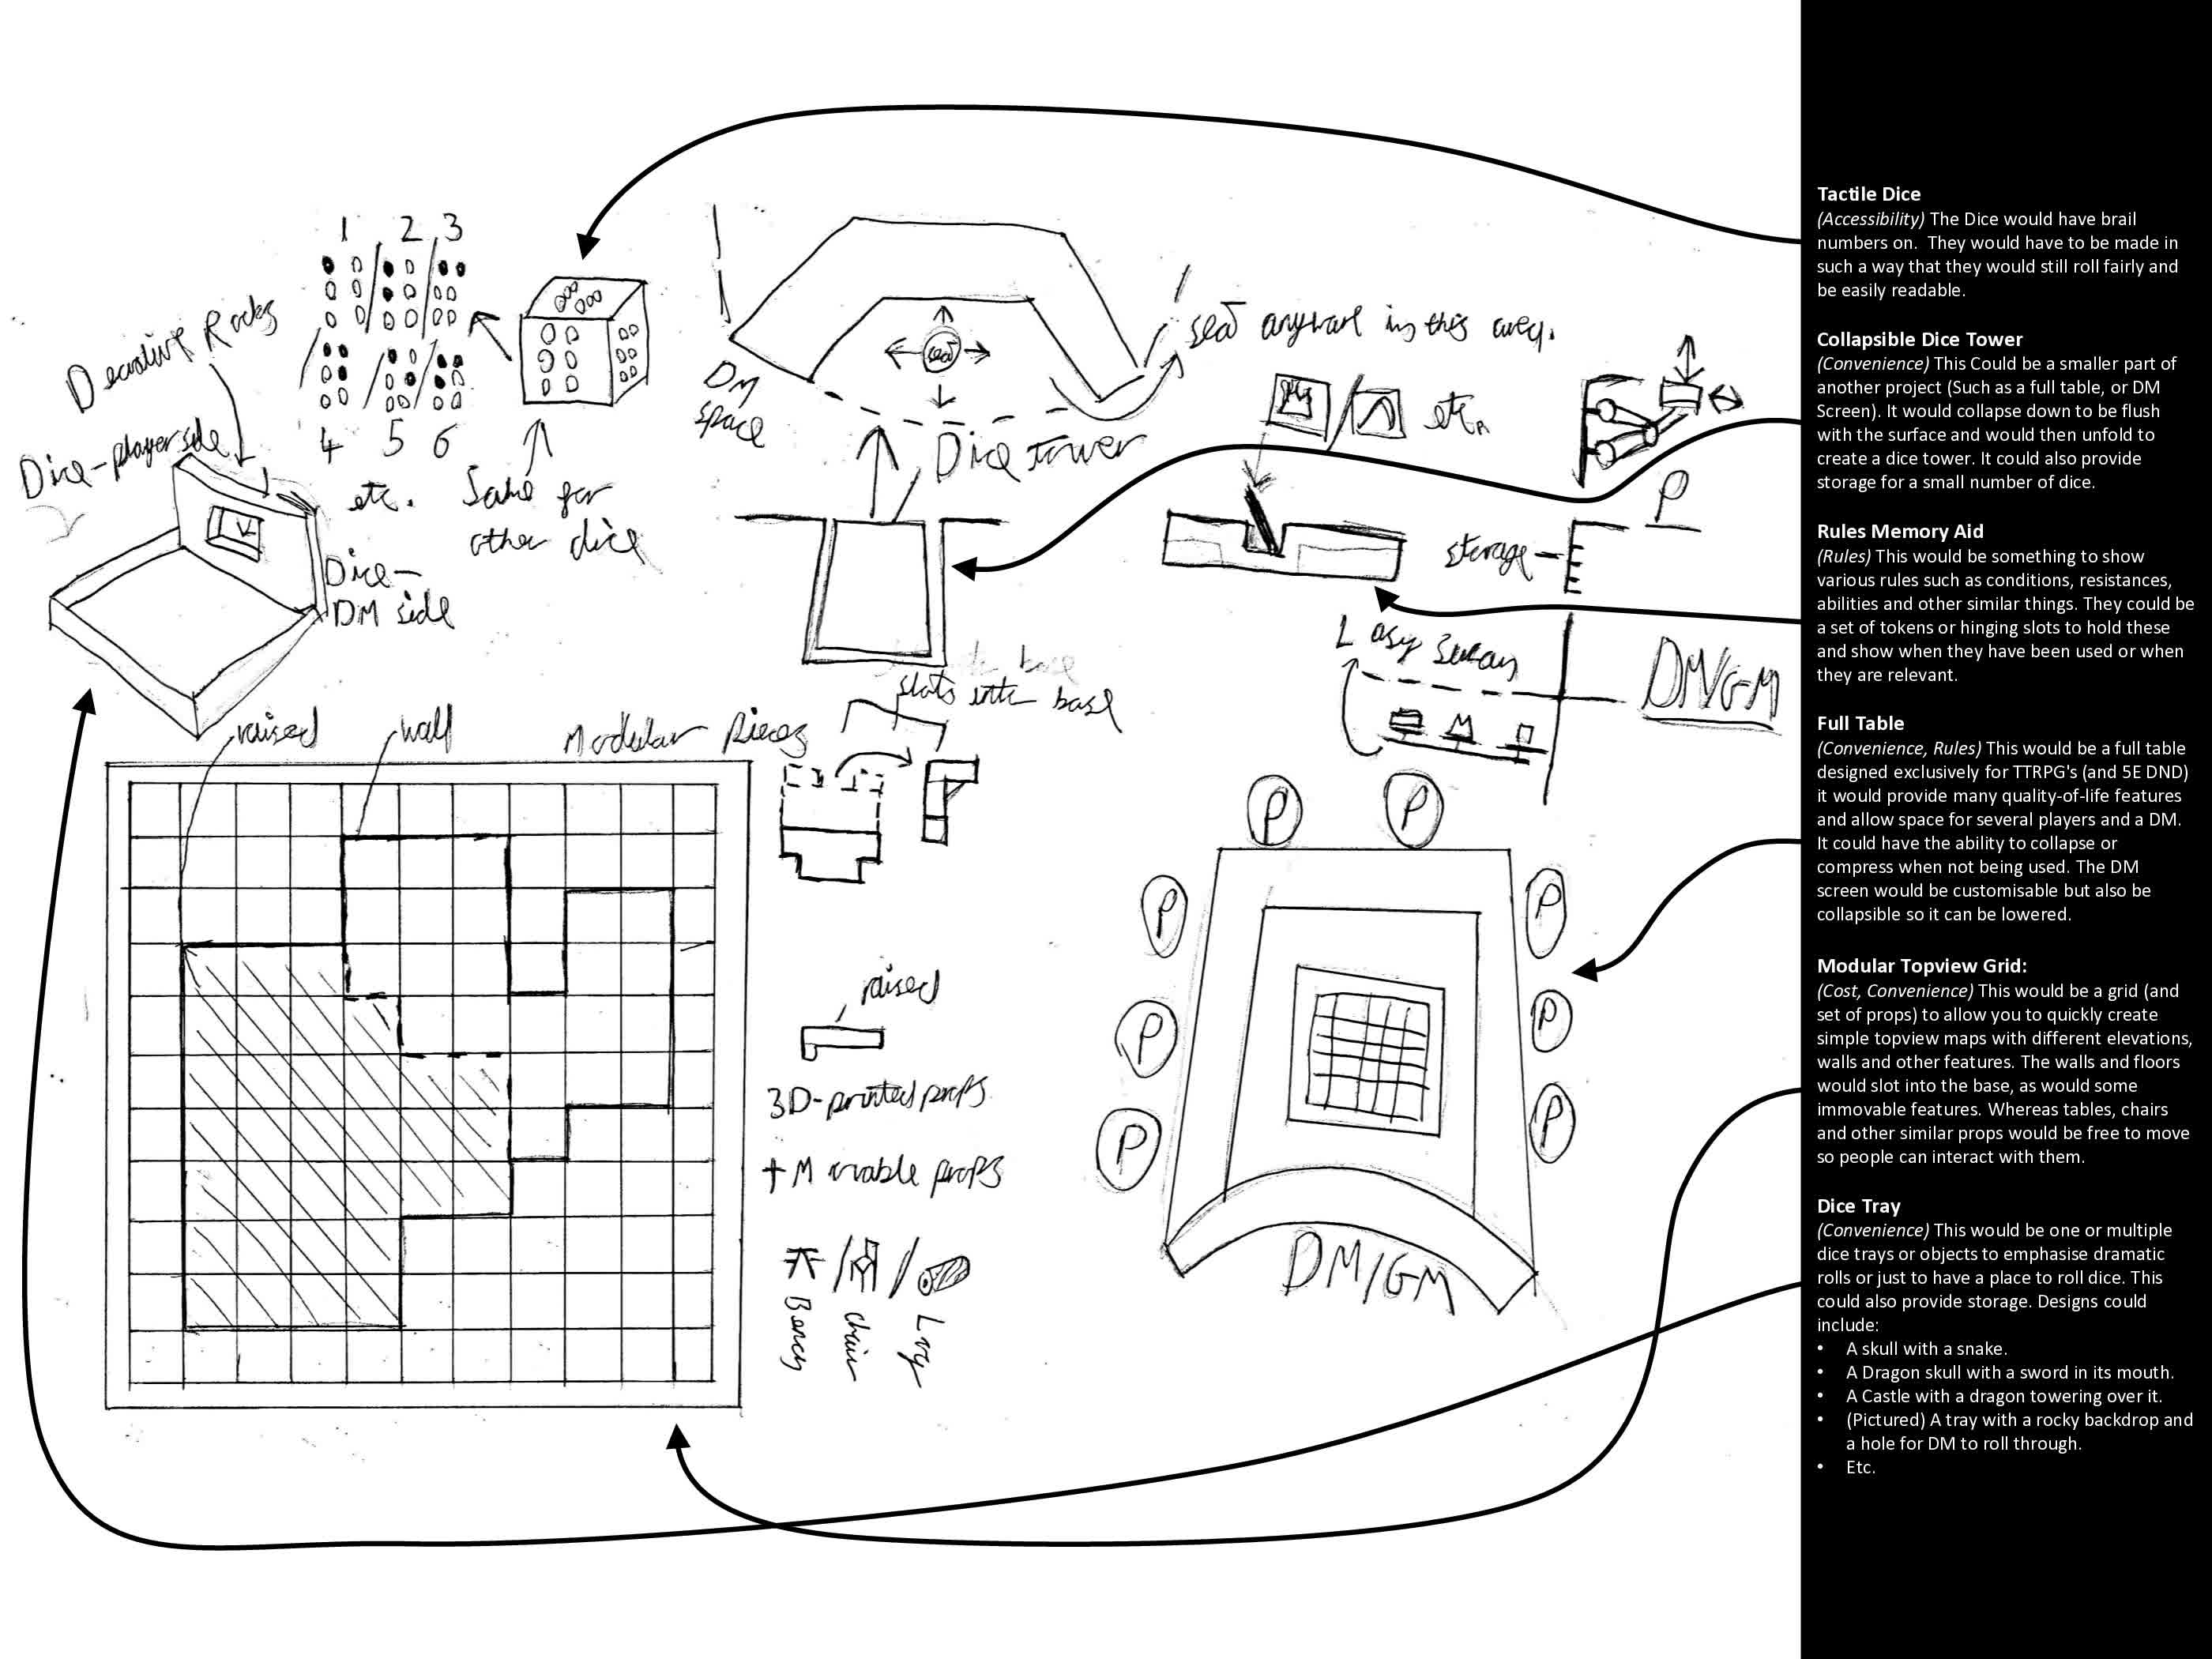 1 2 3
4 5 6
etc.
Same for
other dice
Decorative Rocks
Dice-player side
Dice-
DM side
DM
space
seat
seat anywhere in this area.
Dice Tower
etc.
P
storage
DM/GM
slots into base
raised
wall
Modular Pieces
raised
3D-printed props
+ Movable props
Bench
chair
Log
P P
P P
P P
P P
DM/GM
Tactile Dice
(Accessibility) The Dice would have brail
numbers on.  They would have to be made in
such a way that they would still roll fairly and
be easily readable.
Collapsible Dice Tower
(Convenience) This Could be a smaller part of
another project (Such as a full table, or DM
Screen). It would collapse down to be flush
with the surface and would then unfold to
create a dice tower. It could also provide
storage for a small number of dice.
Rules Memory Aid
(Rules) This would be something to show
various rules such as conditions, resistances,
abilities and other similar things. They could be
a set of tokens or hinging slots to hold these
and show when they have been used or when
they are relevant.
Full Table
(Convenience, Rules) This would be a full table
designed exclusively for TTRPG's (and 5E DND)
it would provide many quality-of-life features
and allow space for several players and a DM.
It could have the ability to collapse or
compress when not being used. The DM
screen would be customisable but also be
collapsible so it can be lowered.
Modular Topview Grid:
(Cost, Convenience) This would be a grid (and
set of props) to allow you to quickly create
simple topview maps with different elevations,
walls and other features. The walls and floors
would slot into the base, as would some
immovable features. Whereas tables, chairs
and other similar props would be free to move
so people can interact with them.
Dice Tray
(Convenience) This would be one or multiple
dice trays or objects to emphasise dramatic
rolls or just to have a place to roll dice. This
could also provide storage. Designs could
include:
• A skull with a snake.
• A Dragon skull with a sword in its mouth.
• A Castle with a dragon towering over it.
• (Pictured) A tray with a rocky backdrop and
a hole for DM to roll through.
• Etc.